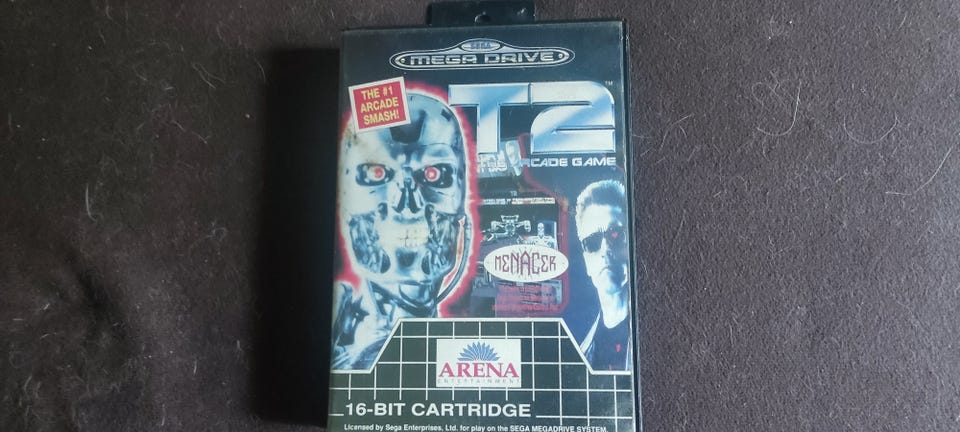 SEGA
MEGA DRIVE
THE #1
ARCADE
SMASH!
T2
TM
ARCADE GAME
MENACER
ARENA
ENTERTAINMENT
16-BIT CARTRIDGE
Licensed by Sega Enterprises, Ltd. for play on the SEGA MEGADRIVE SYSTEM.